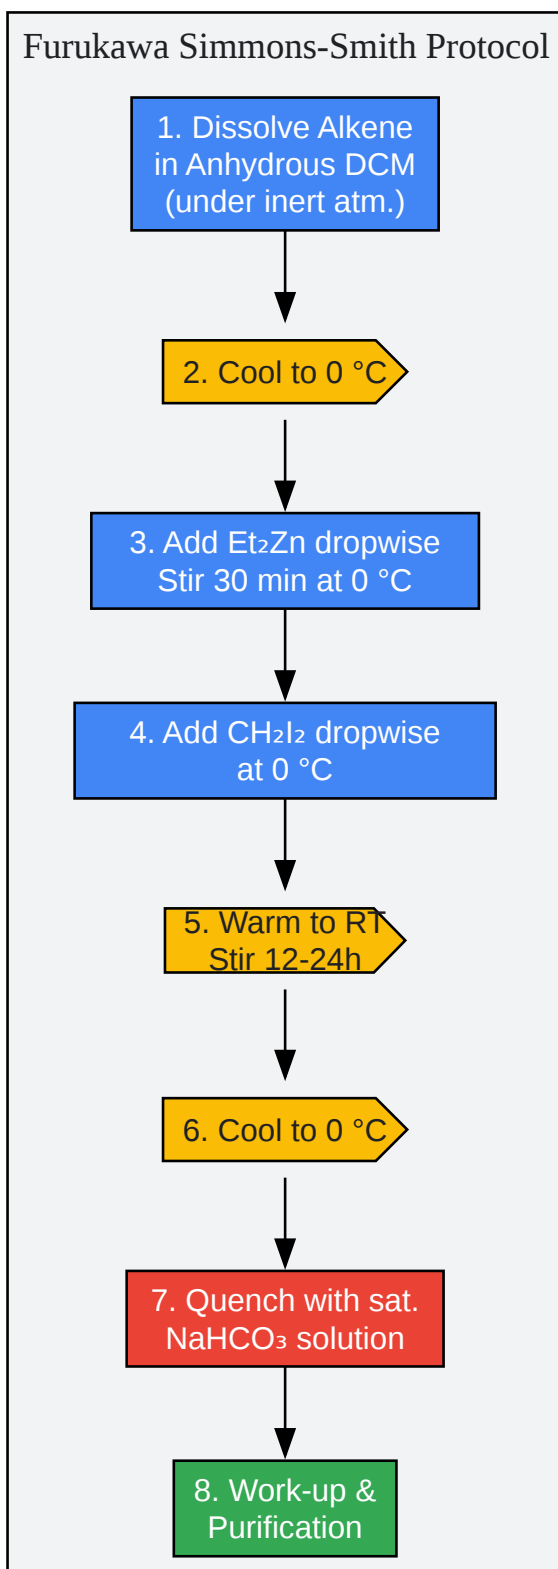 Furukawa Simmons-Smith Protocol
1. Dissolve Alkene
in Anhydrous DCM
(under inert atm.)
2. Cool to 0 °C
3. Add Et₂Zn dropwise
Stir 30 min at 0 °C
4. Add CH₂I₂ dropwise
at 0 °C
5. Warm to RT
Stir 12-24h
6. Cool to 0 °C
7. Quench with sat.
NaHCO₃ solution
8. Work-up &
Purification